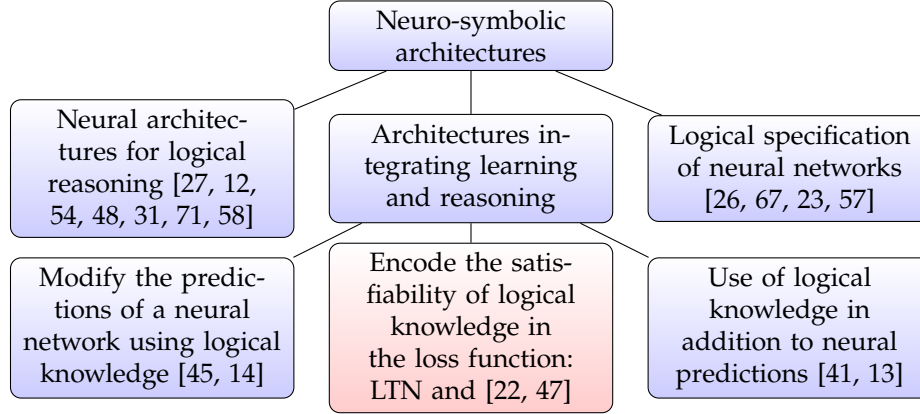 Neuro-symbolic
architectures
Neural architec-
tures for logical
reasoning [27, 12,
54, 48, 31, 71, 58]
Architectures in-
tegrating learning
and reasoning
Logical specification
of neural networks
[26, 67, 23, 57]
Modify the predic-
tions of a neural
network using logical
knowledge [45, 14]
Encode the satis-
fiability of logical
knowledge in
the loss function:
LTN and [22, 47]
Use of logical
knowledge in
addition to neural
predictions [41, 13]